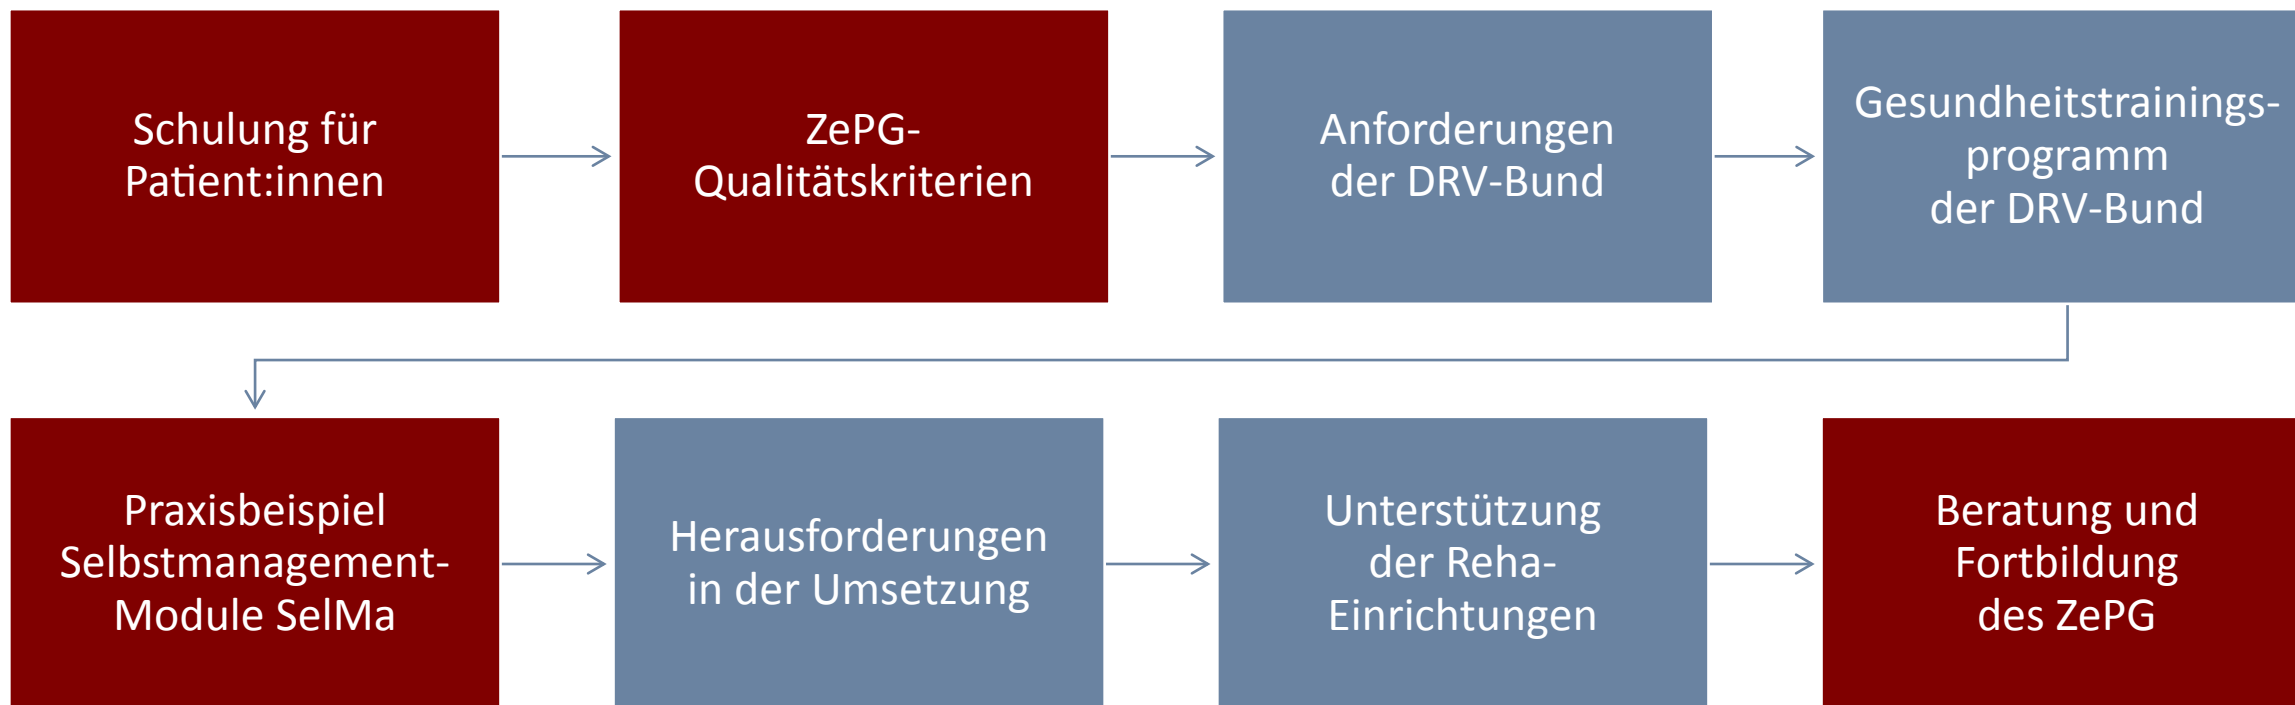 Schulung für
Patient:innen
ZePG-
Qualitätskriterien
Anforderungen
der DRV-Bund
Gesundheitstrainings-
programm
der DRV-Bund
Praxisbeispiel
Selbstmanagement-
Module SelMa
Herausforderungen
in der Umsetzung
Unterstützung
der Reha-
Einrichtungen
Beratung und
Fortbildung
des ZePG